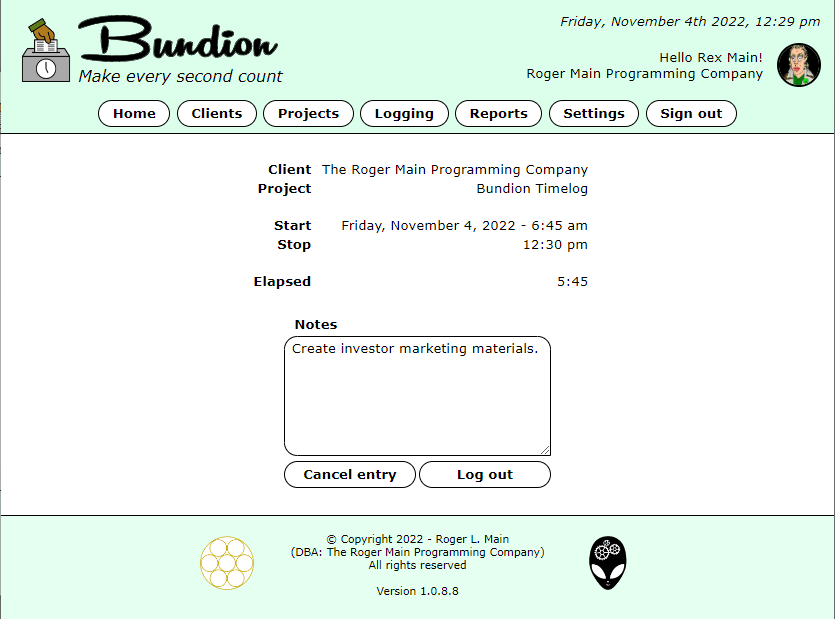 Friday, November 4th 2022, 12:29 pm
Bundion
Make every second count
Hello Rex Main!
Roger Main Programming Company
Home Clients Projects Logging Reports Settings Sign out
Client The Roger Main Programming Company
Project Bundion Timelog
Start Friday, November 4, 2022 - 6:45 am
Stop 12:30 pm
Elapsed 5:45
Notes
Create investor marketing materials.
Cancel entry Log out
© Copyright 2022 - Roger L. Main
(DBA: The Roger Main Programming Company)
All rights reserved
Version 1.0.8.8